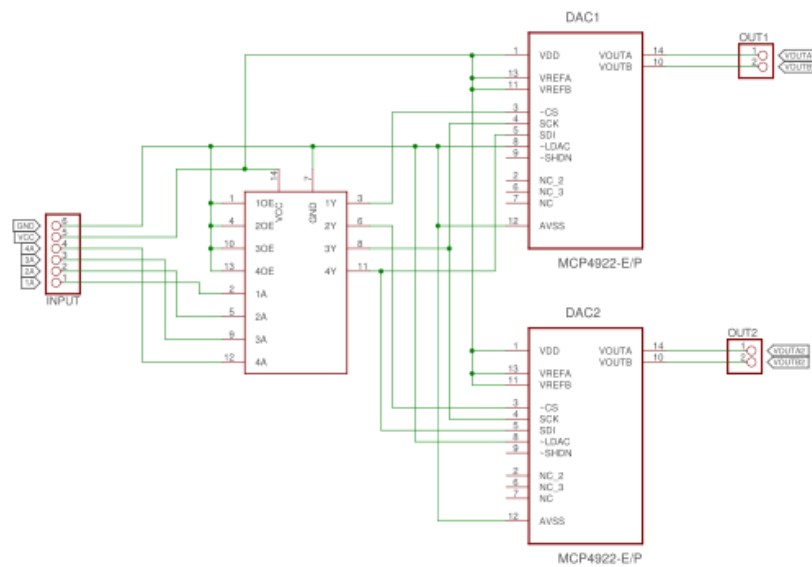 DAC1
OUT1
1 VDD VOUTA 14 1 VOUTA
VOUTB 10 2 VOUTB
13 VREFA
11 VREFB
3 ~CS
4 SCK
5 SDI
8 ~LDAC
9 ~SHDN
2 NC_2
6 NC_3
7 NC
12 AVSS
MCP4922-E/P
14 7
VCC GND
1 1OE 1Y 3
4 2OE 2Y 6
10 3OE 3Y 8
13 4OE 4Y 11
2 1A
5 2A
9 3A
12 4A
GND 6
VCC 5
4A 4
3A 3
2A 2
1A 1
INPUT
DAC2
OUT2
1 VDD VOUTA 14 1 VOUTA2
VOUTB 10 2 VOUTB2
13 VREFA
11 VREFB
3 ~CS
4 SCK
5 SDI
8 ~LDAC
9 ~SHDN
2 NC_2
6 NC_3
7 NC
12 AVSS
MCP4922-E/P